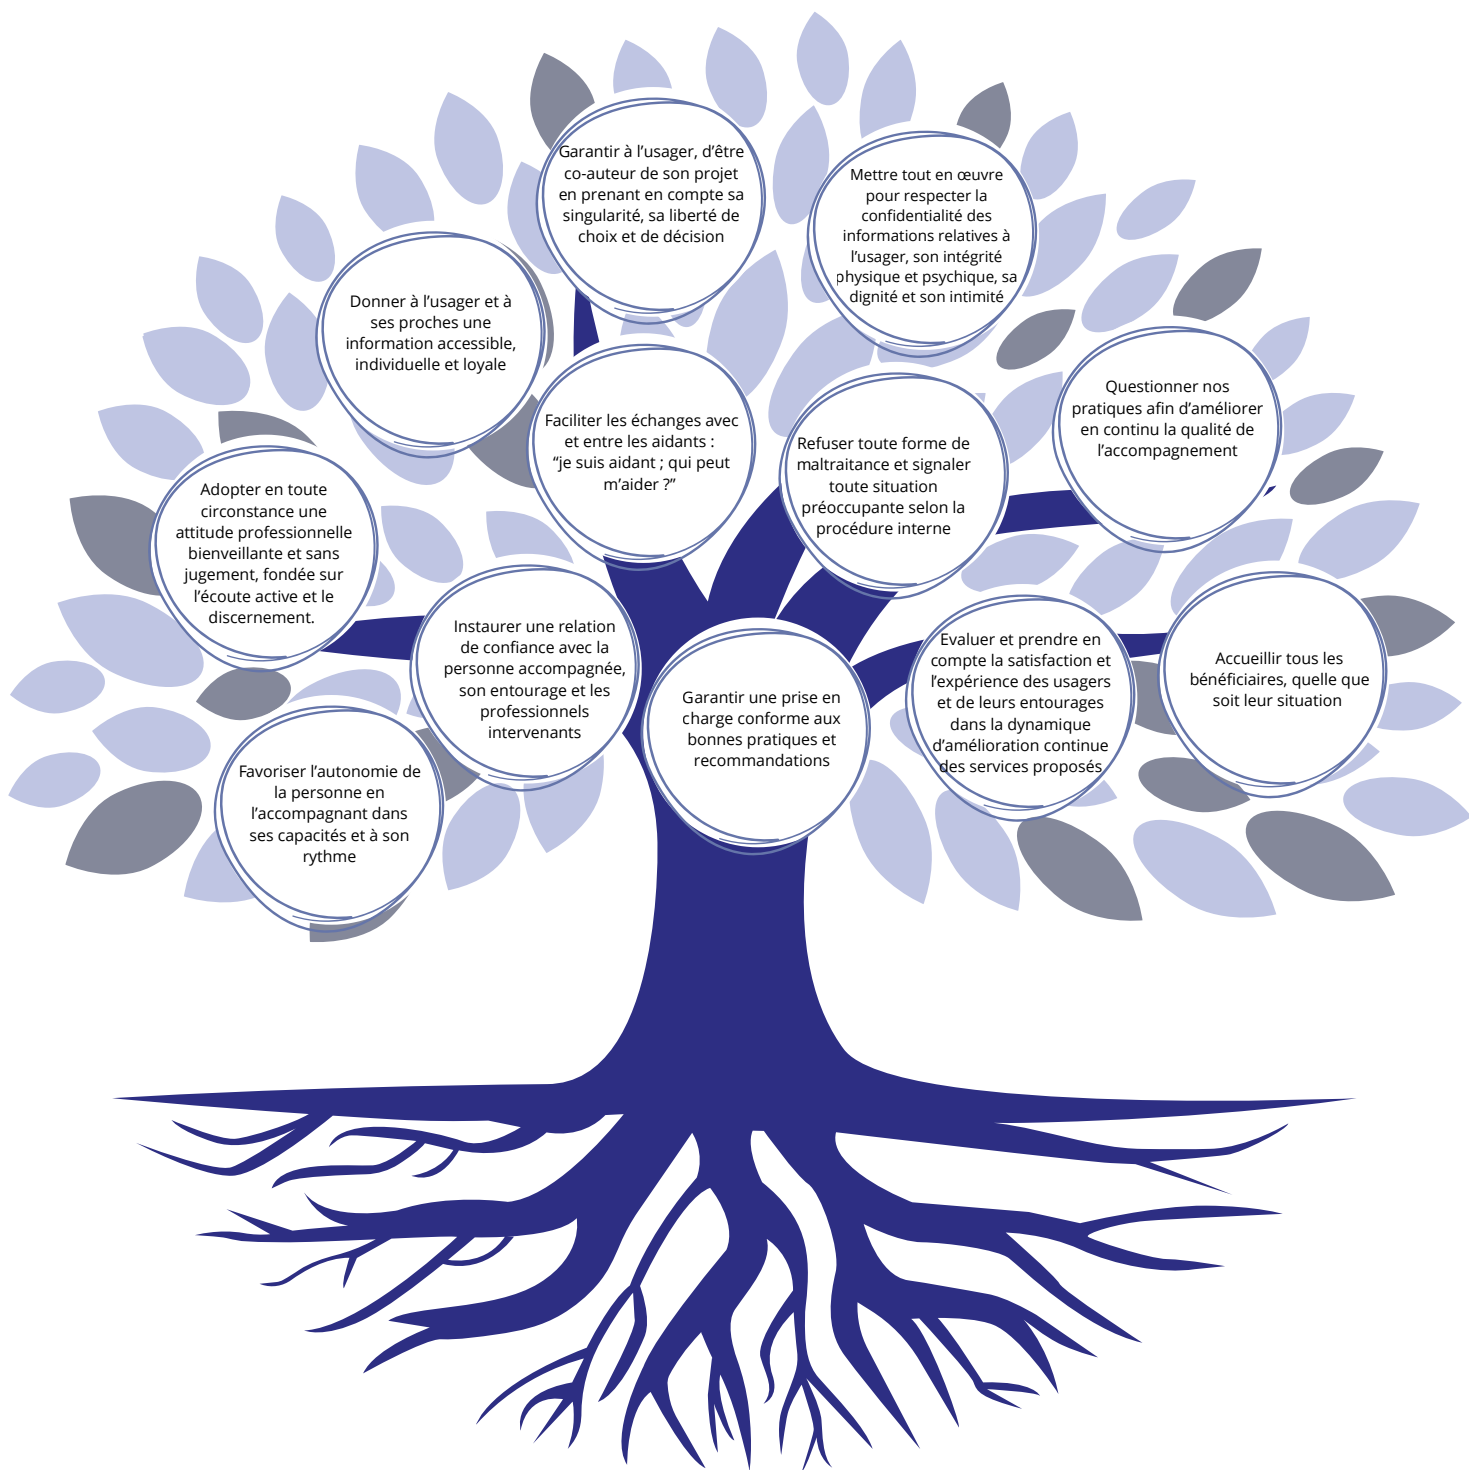 Garantir à l’usager, d’être
co-auteur de son projet
en prenant en compte sa
singularité, sa liberté de
choix et de décision
Mettre tout en œuvre
pour respecter la
confidentialité des
informations relatives à
l’usager, son intégrité
physique et psychique, sa
dignité et son intimité
Donner à l’usager et à
ses proches une
information accessible,
individuelle et loyale
Faciliter les échanges avec
et entre les aidants :
“je suis aidant ; qui peut
m’aider ?”
Refuser toute forme de
maltraitance et signaler
toute situation
préoccupante selon la
procédure interne
Questionner nos
pratiques afin d’améliorer
en continu la qualité de
l’accompagnement
Adopter en toute
circonstance une
attitude professionnelle
bienveillante et sans
jugement, fondée sur
l’écoute active et le
discernement.
Instaurer une relation
de confiance avec la
personne accompagnée,
son entourage et les
professionnels
intervenants
Garantir une prise en
charge conforme aux
bonnes pratiques et
recommandations
Evaluer et prendre en
compte la satisfaction et
l’expérience des usagers
et de leurs entourages
dans la dynamique
d’amélioration continue
des services proposés
Accueillir tous les
bénéficiaires, quelle que
soit leur situation
Favoriser l’autonomie de
la personne en
l’accompagnant dans
ses capacités et à son
rythme